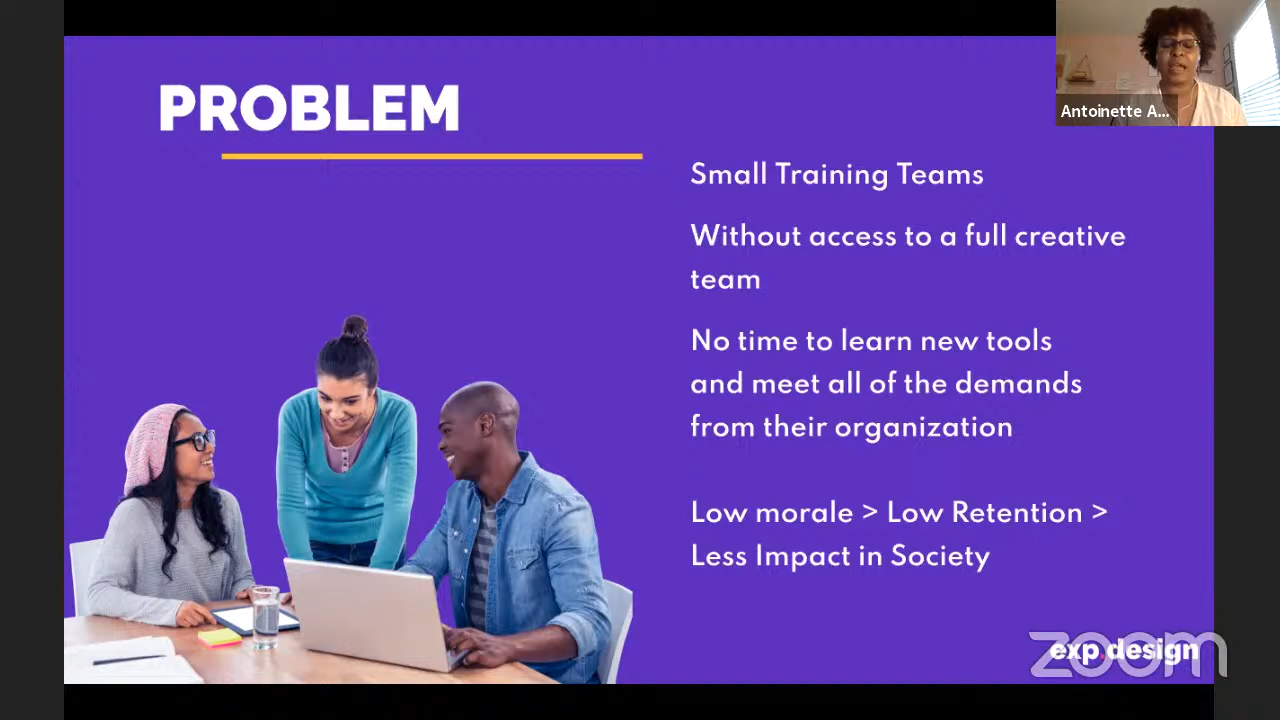 PROBLEM
Antoinette A...
Small Training Teams
Without access to a full creative
team
No time to learn new tools
and meet all of the demands
from their organization
Low morale > Low Retention >
Less Impact in Society
exp.design
zoom